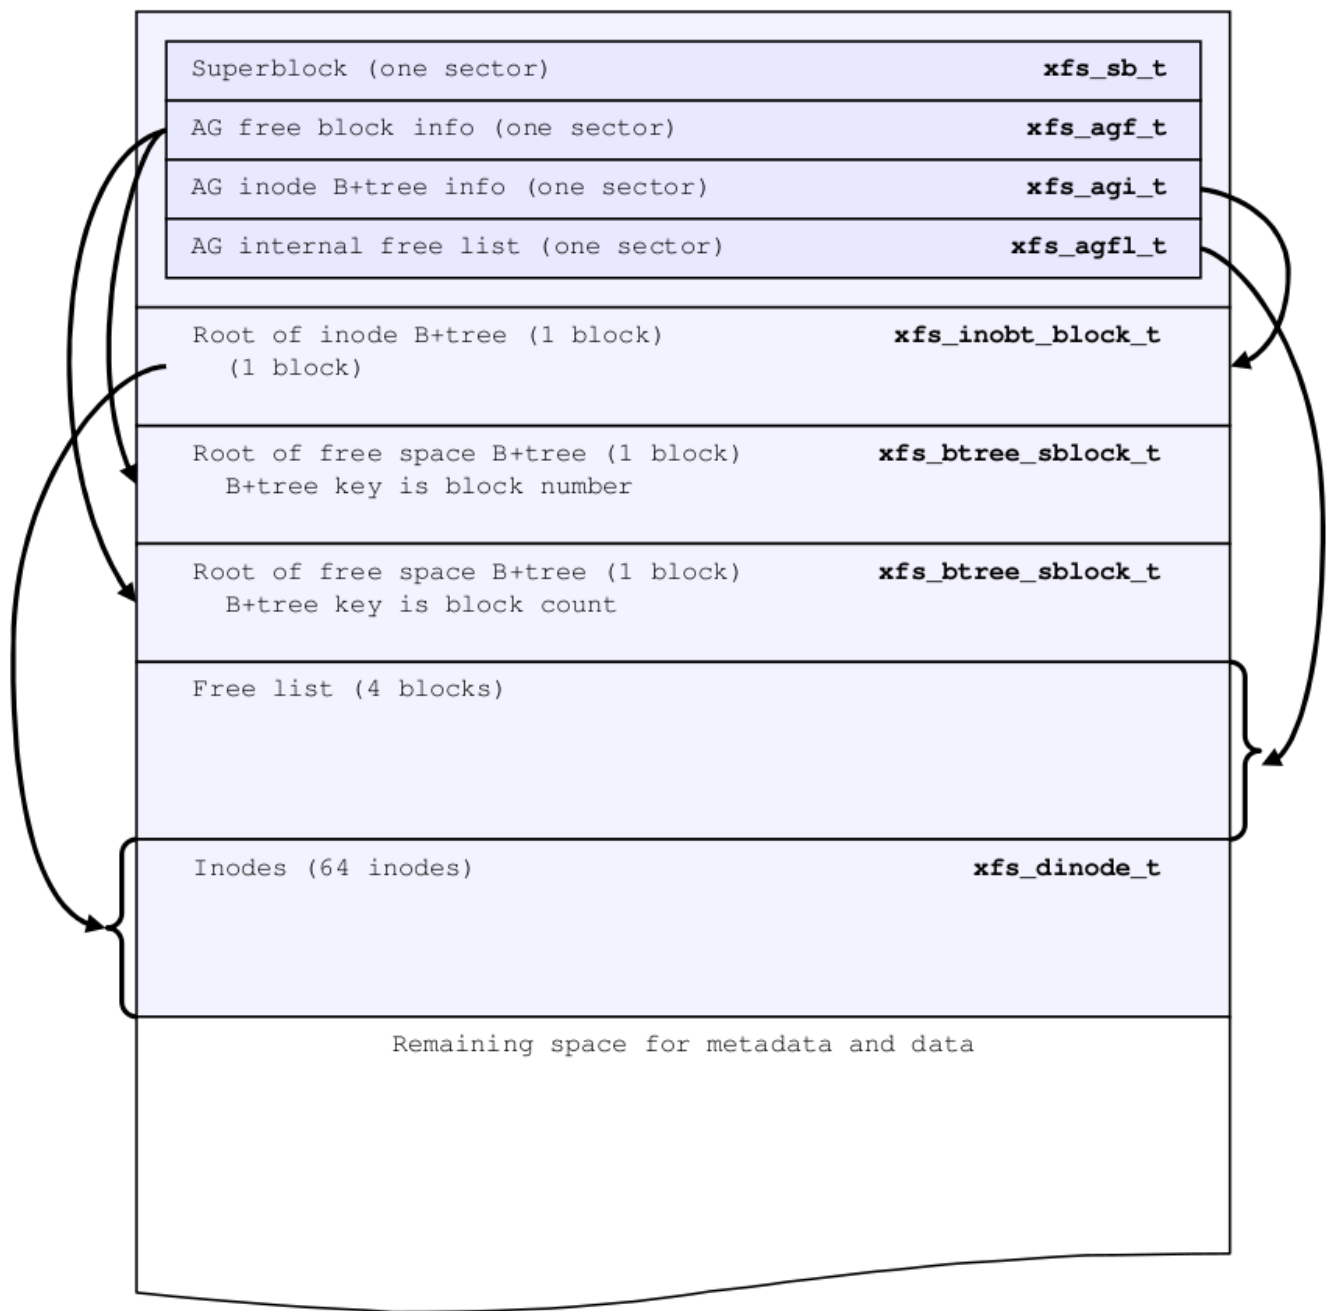 Superblock (one sector) xfs_sb_t
AG free block info (one sector) xfs_agf_t
AG inode B+tree info (one sector) xfs_agi_t
AG internal free list (one sector) xfs_agfl_t
Root of inode B+tree (1 block) xfs_inobt_block_t
(1 block)
Root of free space B+tree (1 block) xfs_btree_sblock_t
B+tree key is block number
Root of free space B+tree (1 block) xfs_btree_sblock_t
B+tree key is block count
Free list (4 blocks)
Inodes (64 inodes) xfs_dinode_t
Remaining space for metadata and data